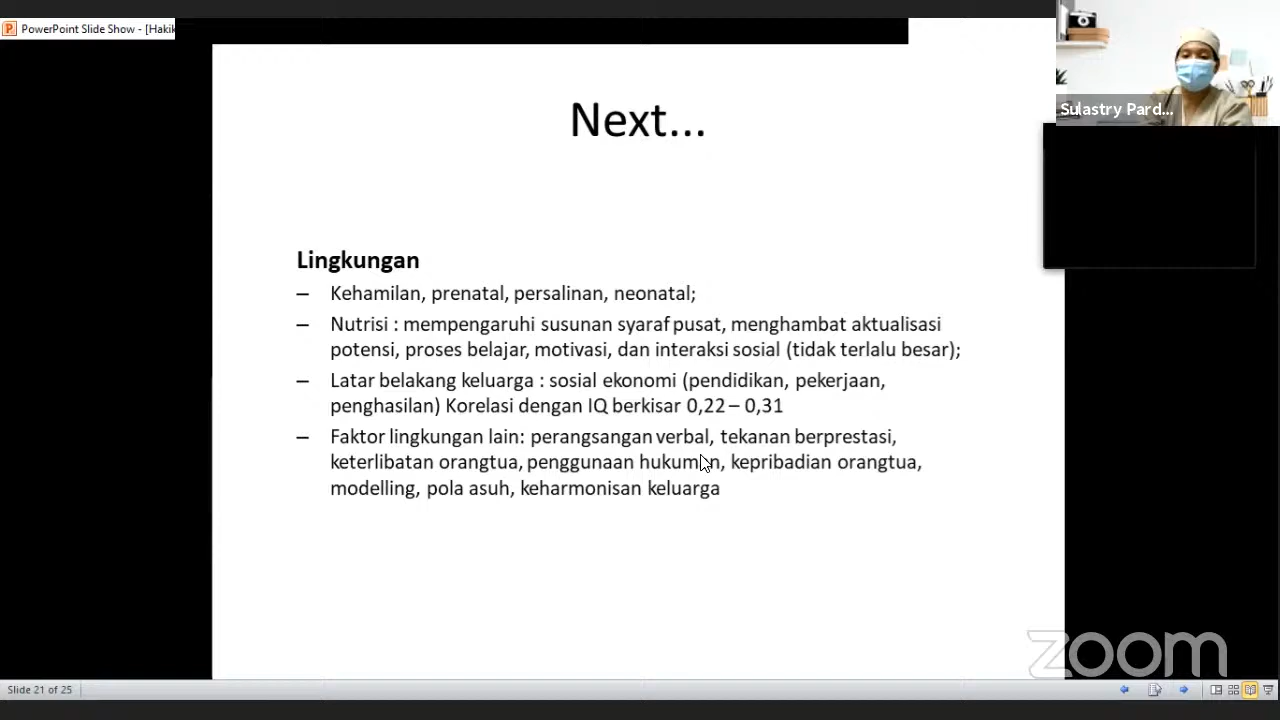 PowerPoint Slide Show - [Hakik
Sulastry Pard...
Next...
Lingkungan
– Kehamilan, prenatal, persalinan, neonatal;
– Nutrisi : mempengaruhi susunan syaraf pusat, menghambat aktualisasi
potensi, proses belajar, motivasi, dan interaksi sosial (tidak terlalu besar);
– Latar belakang keluarga : sosial ekonomi (pendidikan, pekerjaan,
penghasilan) Korelasi dengan IQ berkisar 0,22 – 0,31
– Faktor lingkungan lain: perangsangan verbal, tekanan berprestasi,
keterlibatan orangtua, penggunaan hukuman, kepribadian orangtua,
modelling, pola asuh, keharmonisan keluarga
zoom
Slide 21 of 25